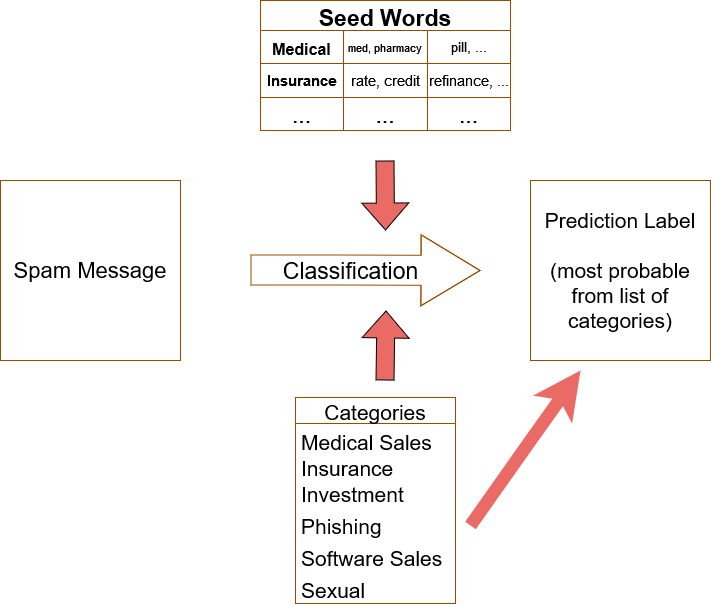 Seed Words
Medical med, pharmacy pill, ...
Insurance rate, credit refinance, ...
... ... ...
Spam Message
Classification
Prediction Label
(most probable
from list of
categories)
Categories
Medical Sales
Insurance
Investment
Phishing
Software Sales
Sexual